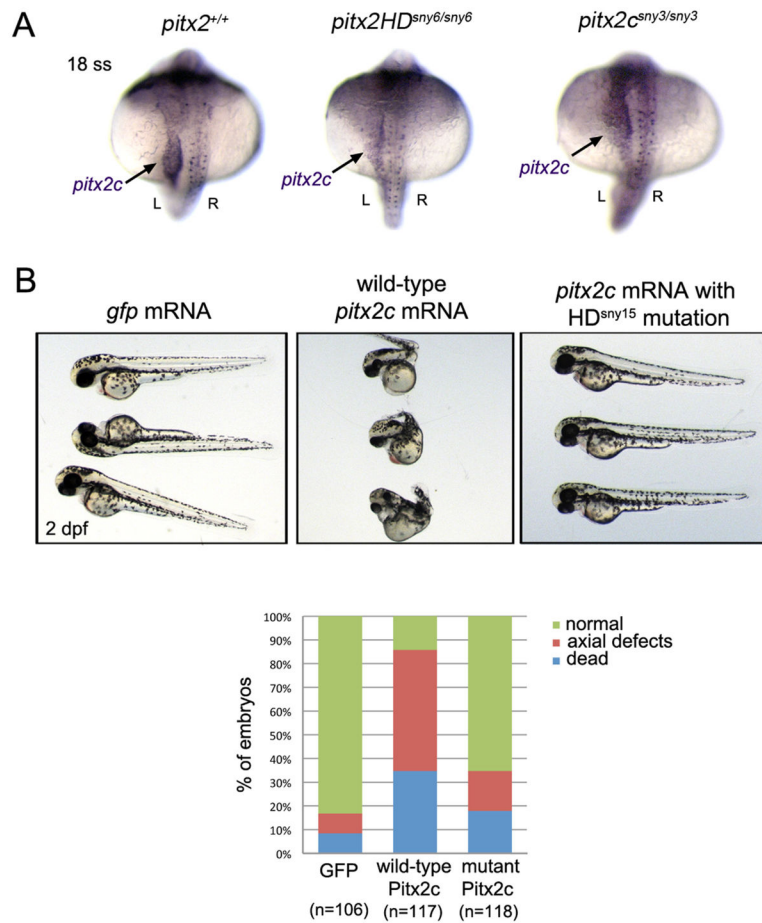 A
pitx2+/+
pitx2HDsny6/sny6
pitx2csny3/sny3
18 ss
pitx2c
pitx2c
pitx2c
L R
L R
L R
B
gfp mRNA
wild-type
pitx2c mRNA
pitx2c mRNA with
HDsny15 mutation
2 dpf
100%
90%
80%
70%
60%
50%
40%
30%
20%
10%
0%
% of embryos
normal
axial defects
dead
GFP
(n=106)
wild-type
Pitx2c
(n=117)
mutant
Pitx2c
(n=118)